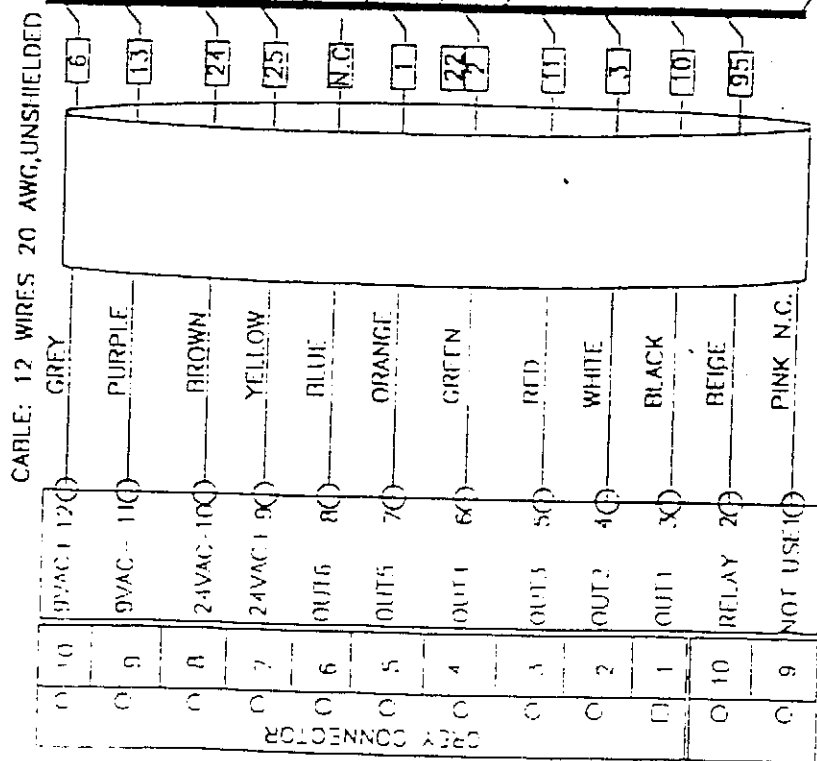 CABLE: 12 WIRES 20 AWG,UNSHIELDED
6
13
24
25
N.C
1
22
7
11
3
10
95
GREY
PURPLE
BROWN
YELLOW
BLUE
ORANGE
GREEN
RED
WHITE
BLACK
BEIGE
PINK N.C.
9VAC 12
9VAC- 11
24VAC-10
24VAC 9
OUT6 8
OUT5 7
6
OUT3 5
OUT2 4
OUT1 3
RELAY 2
NOT USE 1
10
9
8
7
6
5
4
3
2
1
10
9
GREY CONNECTOR